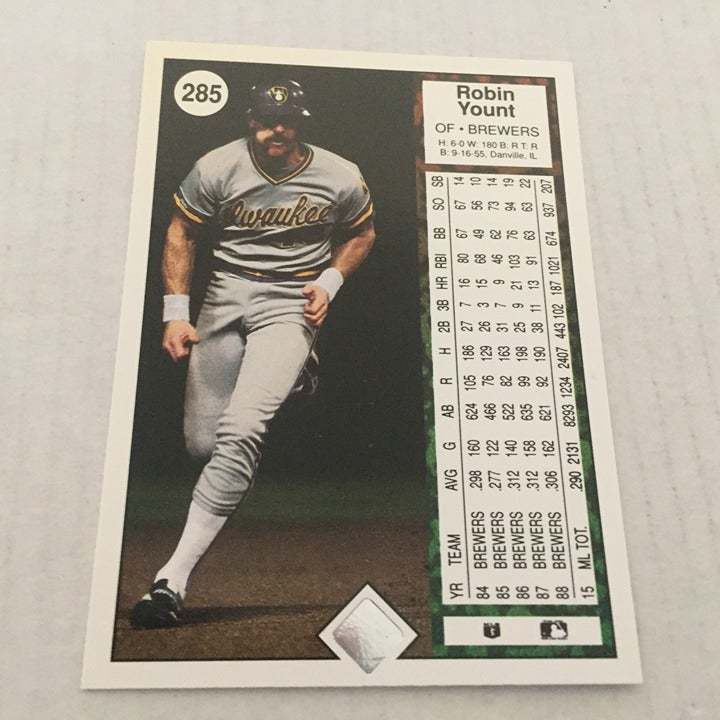 285
Robin
Yount
OF • BREWERS
H: 6-0 W: 180 B: R T: R
B: 9-16-55, Danville, IL
Milwaukee
YR TEAM AVG G AB R H 2B 3B HR RBI BB SO SB
84 BREWERS .298 160 624 105 186 27 7 16 80 67 67 14
85 BREWERS .277 122 466 76 129 26 3 15 68 49 56 10
86 BREWERS .312 140 522 82 163 31 7 9 46 62 73 14
87 BREWERS .312 158 635 99 198 25 9 21 103 76 94 19
88 BREWERS .306 162 621 92 190 38 11 13 91 63 63 22
15 ML TOT. .290 2131 8293 1234 2407 443 102 187 1021 674 937 207